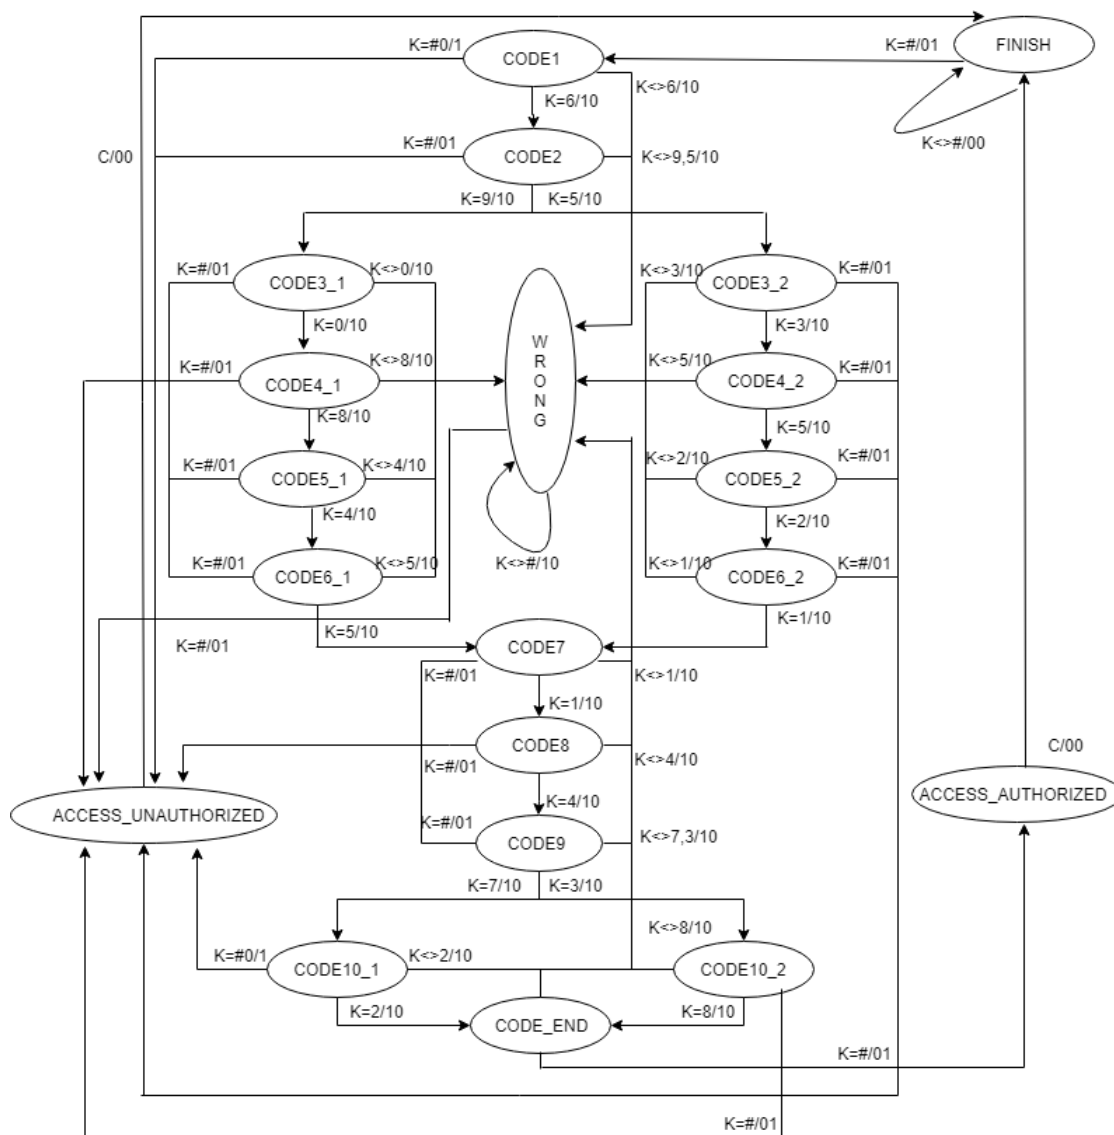 K=#0/1
CODE1
K=#/01
FINISH
K<>6/10
K=6/10
K<>#/00
C/00
K=#/01
CODE2
K<>9,5/10
K=9/10
K=5/10
K=#/01
CODE3_1
K<>0/10
K<>3/10
CODE3_2
K=#/01
K=0/10
K=3/10
K=#/01
CODE4_1
K<>8/10
W
R
O
N
G
K<>5/10
CODE4_2
K=#/01
K=8/10
K=5/10
K=#/01
CODE5_1
K<>4/10
K<>2/10
CODE5_2
K=#/01
K=4/10
K=2/10
K=#/01
CODE6_1
K<>5/10
K<>#/10
K<>1/10
CODE6_2
K=#/01
K=5/10
K=1/10
K=#/01
CODE7
K=#/01
K<>1/10
K=1/10
CODE8
K=#/01
K<>4/10
C/00
ACCESS_UNAUTHORIZED
K=4/10
ACCESS_AUTHORIZED
K=#/01
CODE9
K<>7,3/10
K=7/10
K=3/10
K<>8/10
K=#0/1
CODE10_1
K<>2/10
CODE10_2
K=2/10
CODE_END
K=8/10
K=#/01
K=#/01